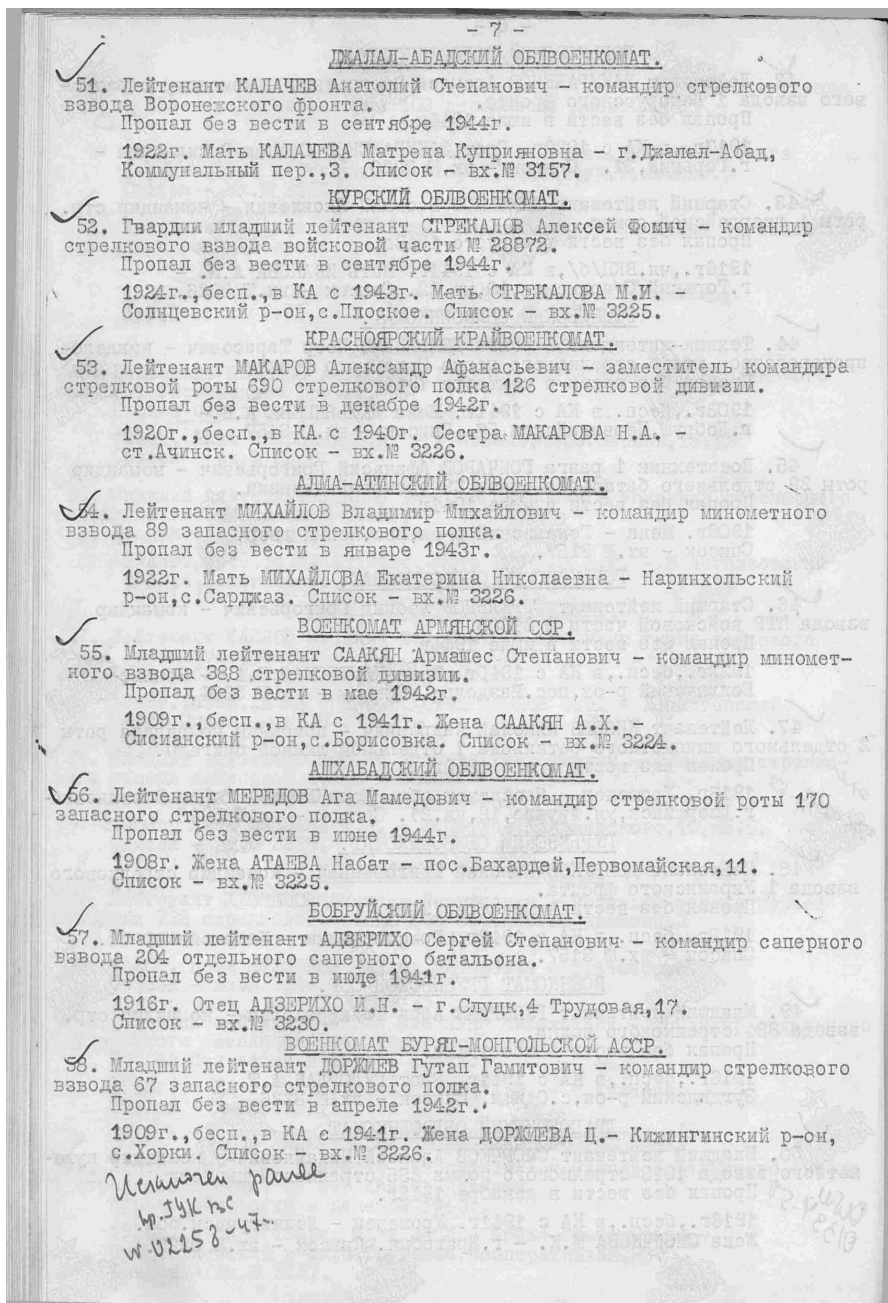 - 7 -
ДЖАЛАЛ-АБАДСКИЙ ОБЛВОЕНКОМАТ.
51. Лейтенант КАЛАЧЕВ Анатолий Степанович - командир стрелкового
взвода Воронежского фронта.
Пропал без вести в сентябре 1944г.
1922г. Мать КАЛАЧЕВА Матрена Куприяновна - г.Джалал-Абад,
Коммунальный пер.,3. Список - вх.№ 3157.
КУРСКИЙ ОБЛВОЕНКОМАТ.
52. Гвардии младший лейтенант СТРЕКАЛОВ Алексей Фомич - командир
стрелкового взвода войсковой части № 28872.
Пропал без вести в сентябре 1944г.
1924г.,бесп.,в КА с 1943г. Мать СТРЕКАЛОВА М.И. -
Солнцевский р-он,с.Плоское. Список - вх.№ 3225.
КРАСНОЯРСКИЙ КРАЙВОЕНКОМАТ.
53. Лейтенант МАКАРОВ Александр Афанасьевич - заместитель командира
стрелковой роты 690 стрелкового полка 126 стрелковой дивизии.
Пропал без вести в декабре 1942г.
1920г.,бесп.,в КА с 1940г. Сестра МАКАРОВА Н.А. -
ст.Ачинск. Список - вх.№ 3226.
АЛМА-АТИНСКИЙ ОБЛВОЕНКОМАТ.
54. Лейтенант МИХАЙЛОВ Владимир Михайлович - командир минометного
взвода 89 запасного стрелкового полка.
Пропал без вести в январе 1943г.
1922г. Мать МИХАЙЛОВА Екатерина Николаевна - Наринхольский
р-он,с.Сарджаз. Список - вх.№ 3226.
ВОЕНКОМАТ АРМЯНСКОЙ ССР.
55. Младший лейтенант СААКЯН Армашес Степанович - командир миномет-
ного взвода 388 стрелковой дивизии.
Пропал без вести в мае 1942г.
1909г.,бесп.,в КА с 1941г. Жена СААКЯН А.Х. -
Сисианский р-он,с.Борисовка. Список - вх.№ 3224.
АШХАБАДСКИЙ ОБЛВОЕНКОМАТ.
56. Лейтенант МЕРЕДОВ Ага Мамедович - командир стрелковой роты 170
запасного стрелкового полка.
Пропал без вести в июне 1944г.
1908г. Жена АТАЕВА Набат - пос.Бахардей,Первомайская,11.
Список - вх.№ 3225.
БОБРУЙСКИЙ ОБЛВОЕНКОМАТ.
57. Младший лейтенант АДЗЕРИХО Сергей Степанович - командир саперного
взвода 204 отдельного саперного батальона.
Пропал без вести в июле 1941г.
1916г. Отец АДЗЕРИХО И.Н. - г.Слуцк,4 Трудовая,17.
Список - вх.№ 3230.
ВОЕНКОМАТ БУРЯТ-МОНГОЛЬСКОЙ АССР.
58. Младший лейтенант ДОРЖИЕВ Гутап Гамитович - командир стрелкового
взвода 67 запасного стрелкового полка.
Пропал без вести в апреле 1942г.
1909г.,бесп.,в КА с 1941г. Жена ДОРЖИЕВА Ц.- Кижингинский р-он,
с.Хорки. Список - вх.№ 3226.
Исключен ранее
пр.ГУК ВС
№ 02258-47г.